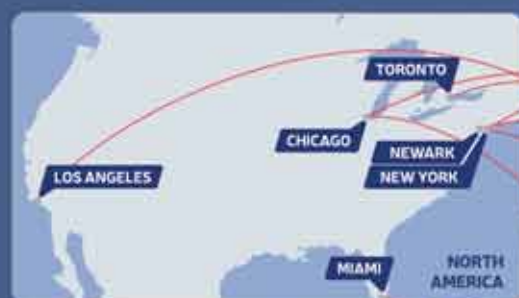 TORONTO
CHICAGO
NEWARK
NEW YORK
LOS ANGELES
MIAMI
NORTH
AMERICA